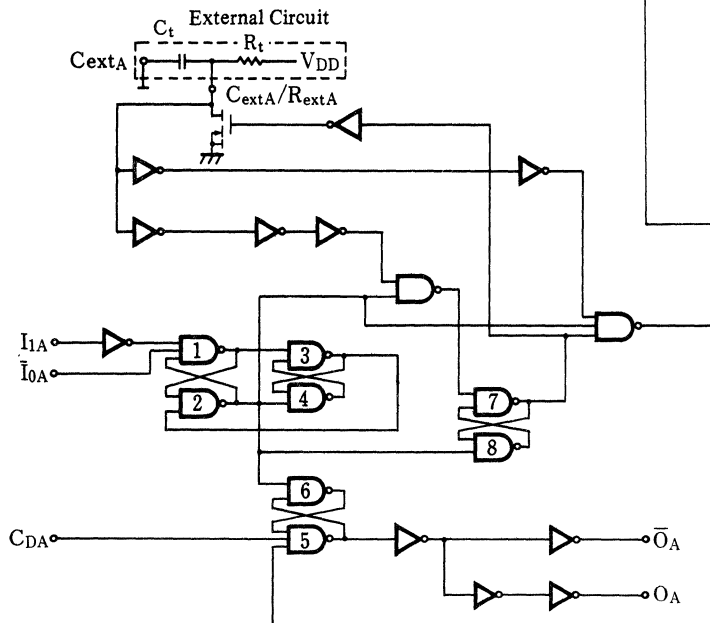 External Circuit
Ct
Rt
CextA
VDD
CextA/RextA
I1A
1
3
Ī0A
2
4
7
8
6
CDA
5
ŌA
OA